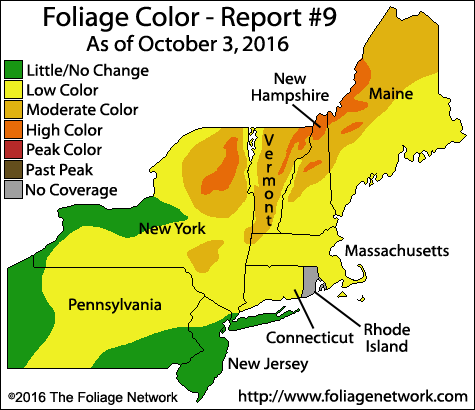 Foliage Color - Report #9
As of October 3, 2016
Little/No Change
Low Color
Moderate Color
High Color
Peak Color
Past Peak
No Coverage
New
Hampshire
Maine
Vermont
New York
Massachusetts
Pennsylvania
Connecticut
Rhode
Island
New Jersey
©2016 The Foliage Network
http://www.foliagenetwork.com